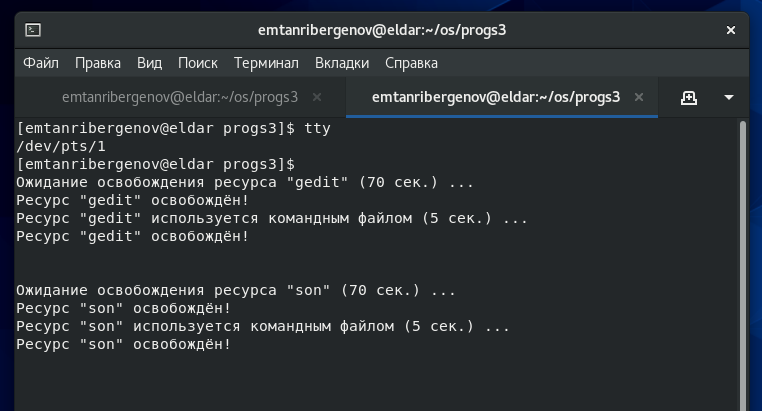 emtanribergenov@eldar:~/os/progs3
Файл Правка Вид Поиск Терминал Вкладки Справка
emtanribergenov@eldar:~/os/progs3 emtanribergenov@eldar:~/os/progs3
[emtanribergenov@eldar progs3]$ tty
/dev/pts/1
[emtanribergenov@eldar progs3]$
Ожидание освобождения ресурса "gedit" (70 сек.) ...
Ресурс "gedit" освобождён!
Ресурс "gedit" используется командным файлом (5 сек.) ...
Ресурс "gedit" освобождён!
Ожидание освобождения ресурса "son" (70 сек.) ...
Ресурс "son" освобождён!
Ресурс "son" используется командным файлом (5 сек.) ...
Ресурс "son" освобождён!